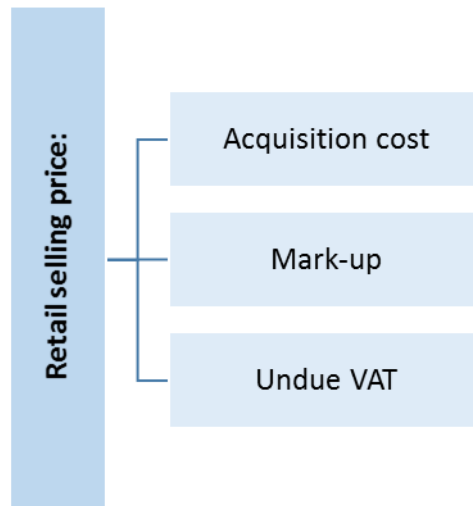 Retail selling price:
Acquisition cost
Mark-up
Undue VAT